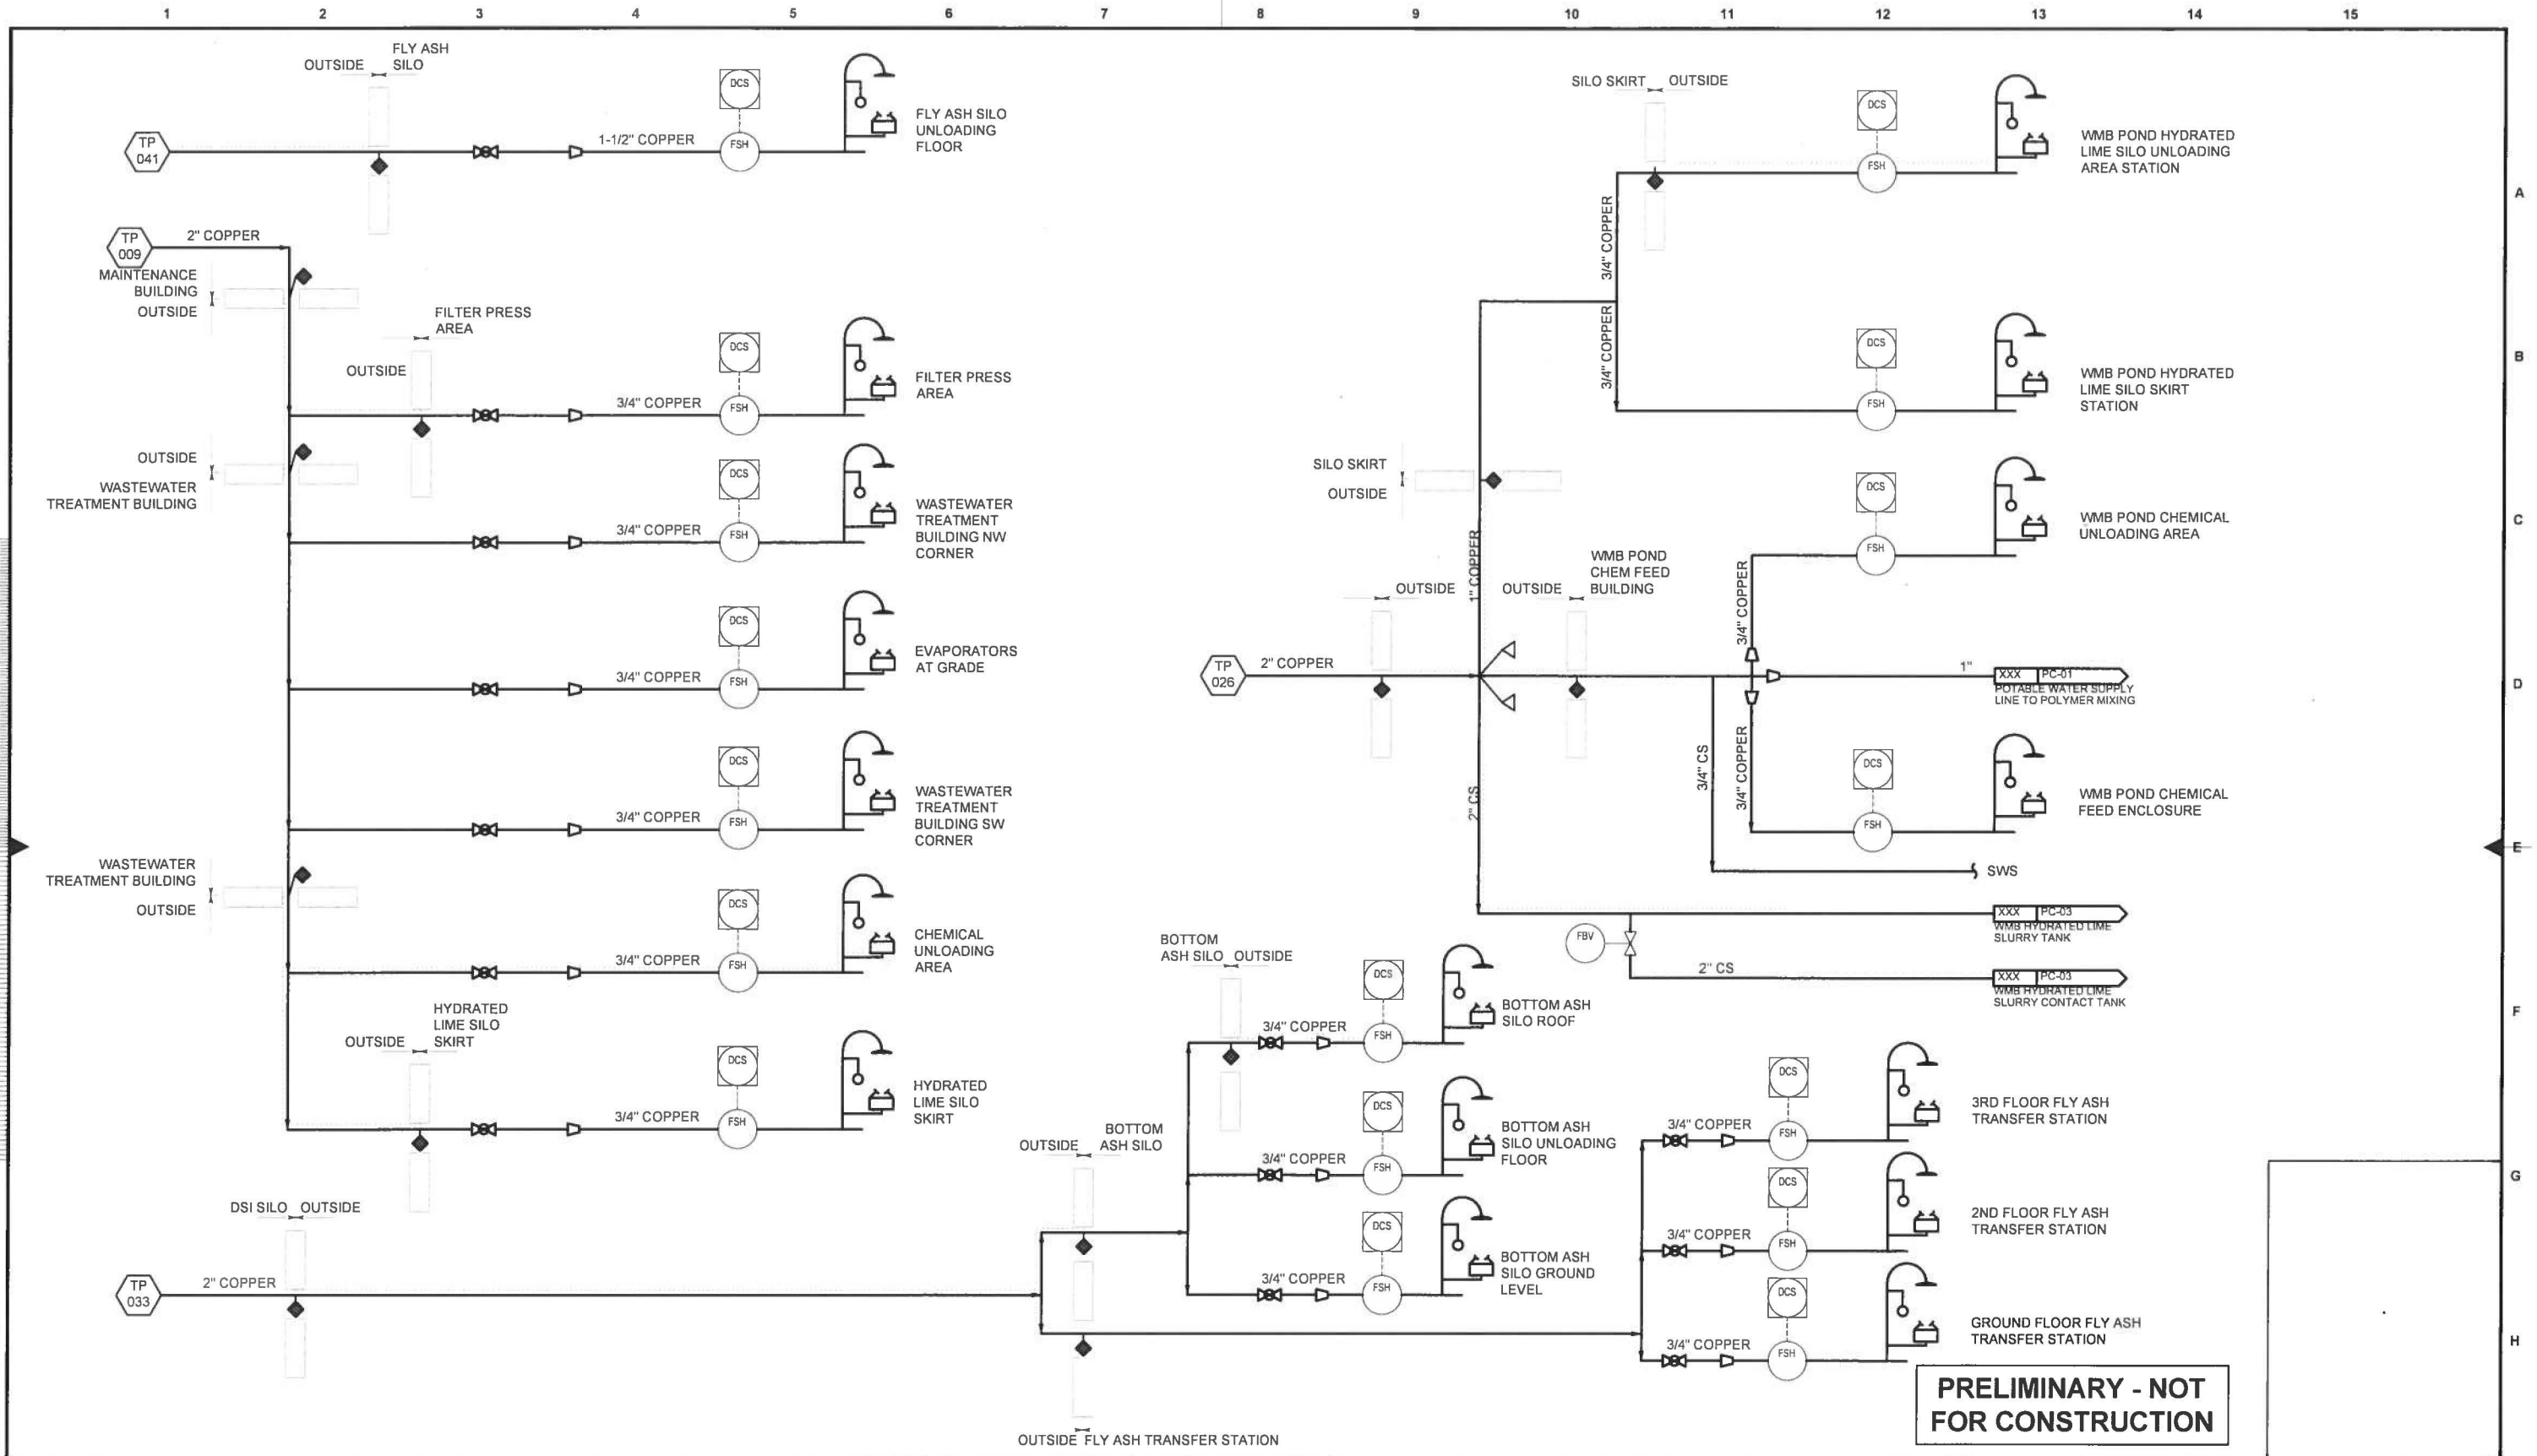 1 2 3 4 5 6 7 8 9 10 11 12 13 14 15
A
B
C
D
E
F
G
H
OUTSIDE
FLY ASH
SILO
TP
041
1-1/2" COPPER
DCS
FSH
FLY ASH SILO
UNLOADING
FLOOR
TP
009
2" COPPER
MAINTENANCE
BUILDING
OUTSIDE
FILTER PRESS
AREA
OUTSIDE
3/4" COPPER
DCS
FSH
FILTER PRESS
AREA
OUTSIDE
WASTEWATER
TREATMENT BUILDING
3/4" COPPER
DCS
FSH
WASTEWATER
TREATMENT
BUILDING NW
CORNER
3/4" COPPER
DCS
FSH
EVAPORATORS
AT GRADE
3/4" COPPER
DCS
FSH
WASTEWATER
TREATMENT
BUILDING SW
CORNER
WASTEWATER
TREATMENT BUILDING
OUTSIDE
3/4" COPPER
DCS
FSH
CHEMICAL
UNLOADING
AREA
OUTSIDE
HYDRATED
LIME SILO
SKIRT
3/4" COPPER
DCS
FSH
HYDRATED
LIME SILO
SKIRT
DSI SILO OUTSIDE
TP
033
2" COPPER
OUTSIDE
BOTTOM
ASH SILO
BOTTOM
ASH SILO OUTSIDE
3/4" COPPER
DCS
FSH
BOTTOM ASH
SILO ROOF
3/4" COPPER
DCS
FSH
BOTTOM ASH
SILO UNLOADING
FLOOR
3/4" COPPER
DCS
FSH
BOTTOM ASH
SILO GROUND
LEVEL
OUTSIDE FLY ASH TRANSFER STATION
3/4" COPPER
DCS
FSH
3RD FLOOR FLY ASH
TRANSFER STATION
3/4" COPPER
DCS
FSH
2ND FLOOR FLY ASH
TRANSFER STATION
3/4" COPPER
DCS
FSH
GROUND FLOOR FLY ASH
TRANSFER STATION
SILO SKIRT OUTSIDE
3/4" COPPER
DCS
FSH
WMB POND HYDRATED
LIME SILO UNLOADING
AREA STATION
3/4" COPPER
DCS
FSH
WMB POND HYDRATED
LIME SILO SKIRT
STATION
SILO SKIRT
OUTSIDE
1" COPPER
TP
026
2" COPPER
OUTSIDE
OUTSIDE
WMB POND
CHEM FEED
BUILDING
3/4" COPPER
DCS
FSH
WMB POND CHEMICAL
UNLOADING AREA
1"
XXX PC-01
POTABLE WATER SUPPLY
LINE TO POLYMER MIXING
3/4" COPPER
DCS
FSH
WMB POND CHEMICAL
FEED ENCLOSURE
3/4" CS
SWS
2" CS
XXX PC-03
WMB HYDRATED LIME
SLURRY TANK
FBV
2" CS
XXX PC-03
WMB HYDRATED LIME
SLURRY CONTACT TANK
PRELIMINARY - NOT
FOR CONSTRUCTION